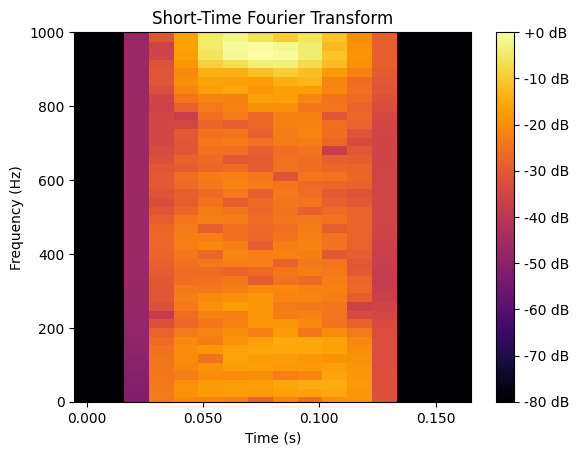 Short-Time Fourier Transform
1000
800
600
400
200
0
Frequency (Hz)
0.000
0.050
0.100
0.150
Time (s)
+0 dB
-10 dB
-20 dB
-30 dB
-40 dB
-50 dB
-60 dB
-70 dB
-80 dB